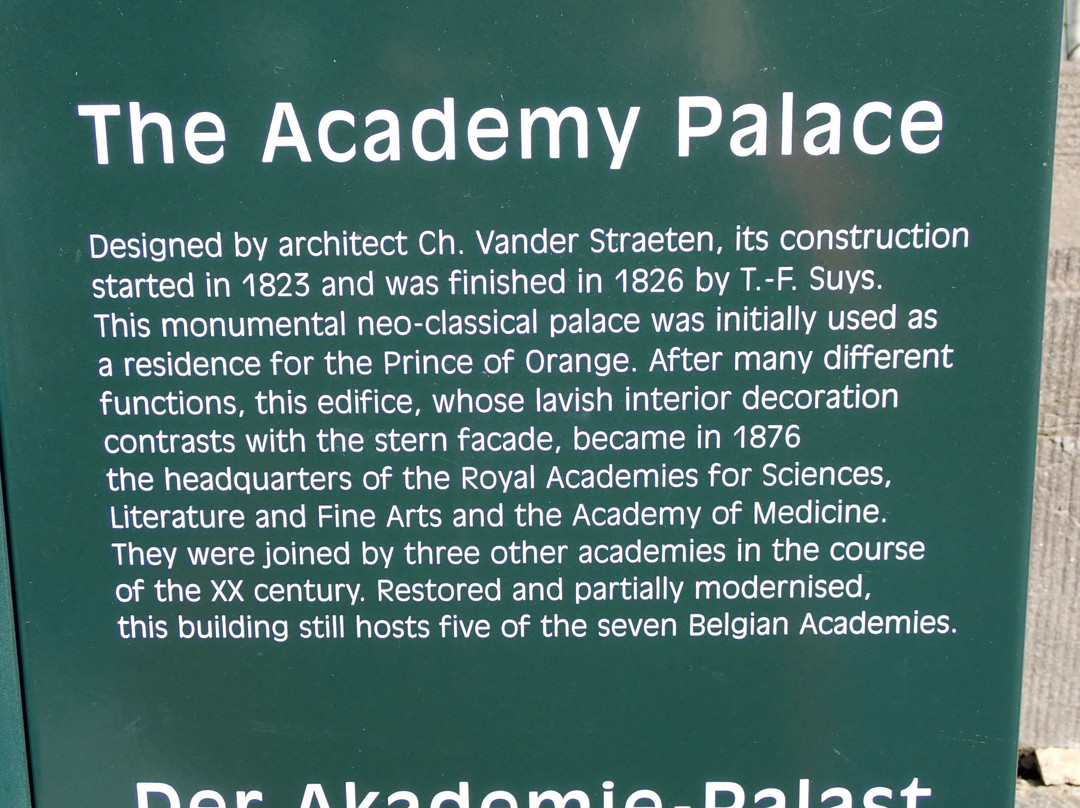 The Academy Palace
Designed by architect Ch. Vander Straeten, its construction
started in 1823 and was finished in 1826 by T.-F. Suys.
This monumental neo-classical palace was initially used as
a residence for the Prince of Orange. After many different
functions, this edifice, whose lavish interior decoration
contrasts with the stern facade, became in 1876
the headquarters of the Royal Academies for Sciences,
Literature and Fine Arts and the Academy of Medicine.
They were joined by three other academies in the course
of the XX century. Restored and partially modernised,
this building still hosts five of the seven Belgian Academies.
Der Akademie-Palast